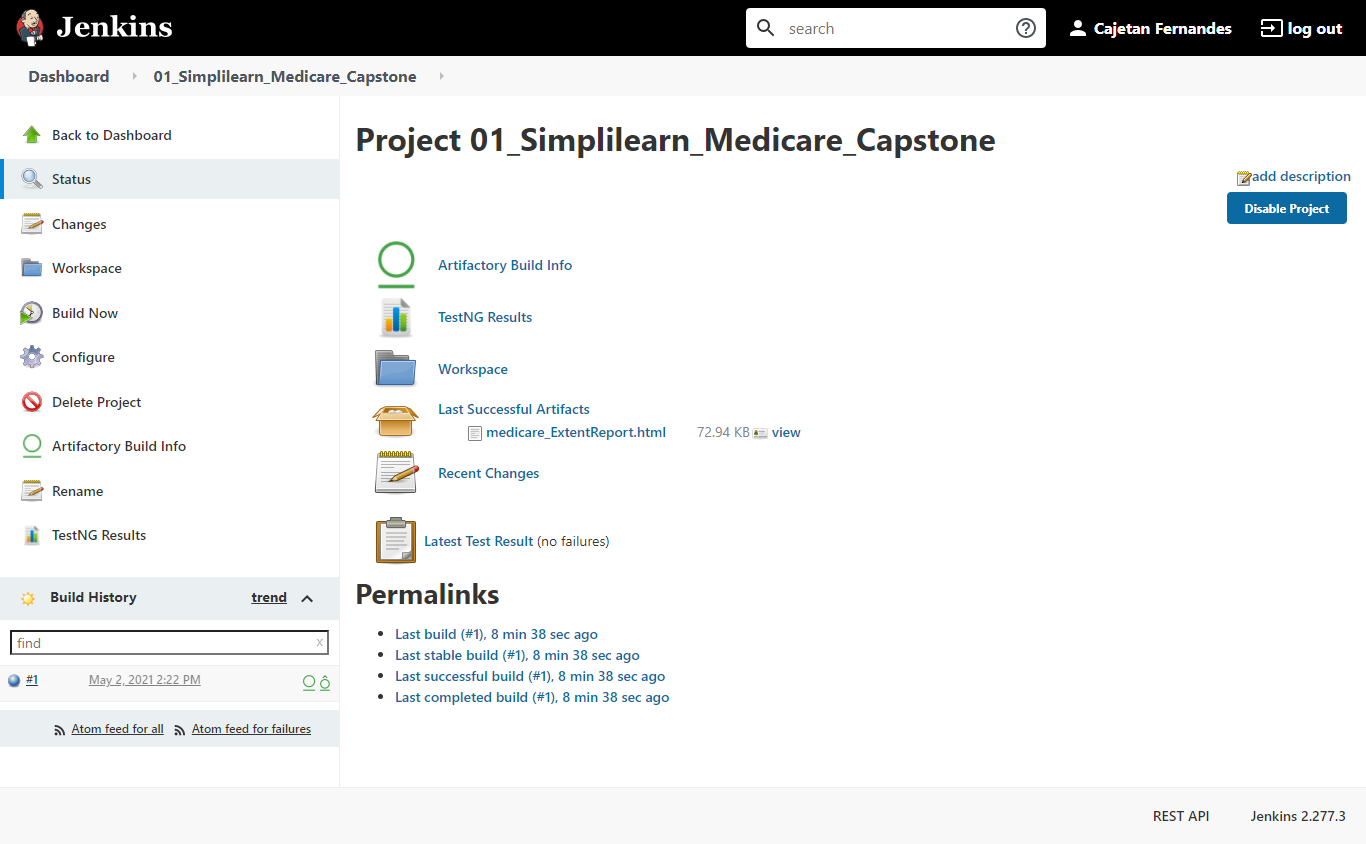 Jenkins
search
Cajetan Fernandes
log out
Dashboard
01_Simplilearn_Medicare_Capstone
Back to Dashboard
Status
Changes
Workspace
Build Now
Configure
Delete Project
Artifactory Build Info
Rename
TestNG Results
Build History
trend
find
x
#1
May 2, 2021 2:22 PM
Atom feed for all
Atom feed for failures
Project 01_Simplilearn_Medicare_Capstone
add description
Disable Project
Artifactory Build Info
TestNG Results
Workspace
Last Successful Artifacts
medicare_ExtentReport.html 72.94 KB view
Recent Changes
Latest Test Result (no failures)
Permalinks
Last build (#1), 8 min 38 sec ago
Last stable build (#1), 8 min 38 sec ago
Last successful build (#1), 8 min 38 sec ago
Last completed build (#1), 8 min 38 sec ago
REST API
Jenkins 2.277.3